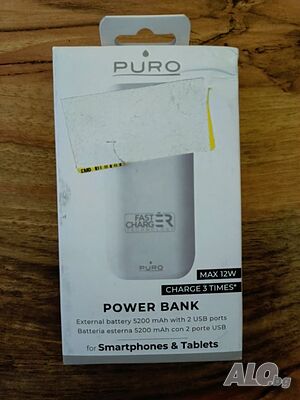 PURO
FAST
CHARGER
TECHNOLOGY
PURO
MAX 12W
CHARGE 3 TIMES*
POWER BANK
External battery 5200 mAh with 2 USB ports
Batteria esterna 5200 mAh con 2 porte USB
for Smartphones & Tablets
ALO.bg